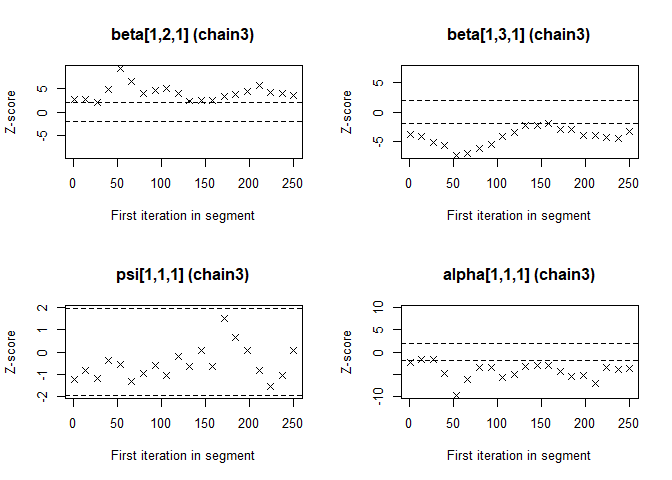 beta[1,2,1] (chain3)
Z-score
5
0
-5
0 50 100 150 200 250
First iteration in segment
beta[1,3,1] (chain3)
Z-score
5
0
-5
0 50 100 150 200 250
First iteration in segment
psi[1,1,1] (chain3)
Z-score
2
1
0
-1
-2
0 50 100 150 200 250
First iteration in segment
alpha[1,1,1] (chain3)
Z-score
10
5
0
-10
0 50 100 150 200 250
First iteration in segment